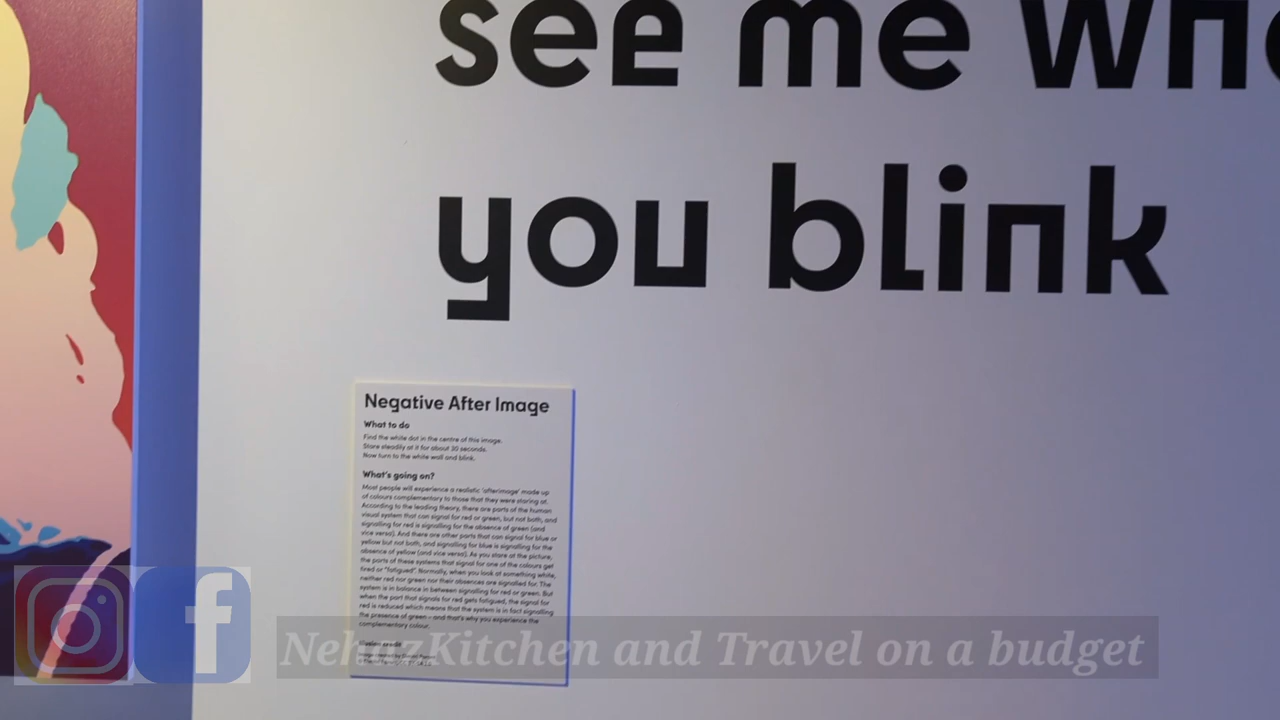 see me whe
you blink
Negative After Image
What to do
Find the white dot in the centre of this image.
Stare steadily at it for about 30 seconds.
Now turn to the white wall and blink.
What's going on?
Most people will experience a realistic 'afterimage' made up
of colours complementary to those that they were staring at.
According to the leading theory, there are parts of the human
visual system that can signal for red or green, but not both, and
signalling for red is signalling for the absence of green (and
vice versa). And there are other parts that can signal for blue or
yellow but not both, and signalling for blue is signalling for the
absence of yellow (and vice versa). As you stare at the picture,
the parts of these systems that signal for one of the colours get
tired or "fatigued". Normally, when you look at something white,
neither red nor green nor their absences are signalled for. The
system is in balance in between signalling for red or green. But
when the part that signals for red gets fatigued, the signal for
red is reduced which means that the system is in fact signalling
the presence of green – and that's why you experience the
complementary colour.
Illusion credit
Kitchen and Travel on a budget